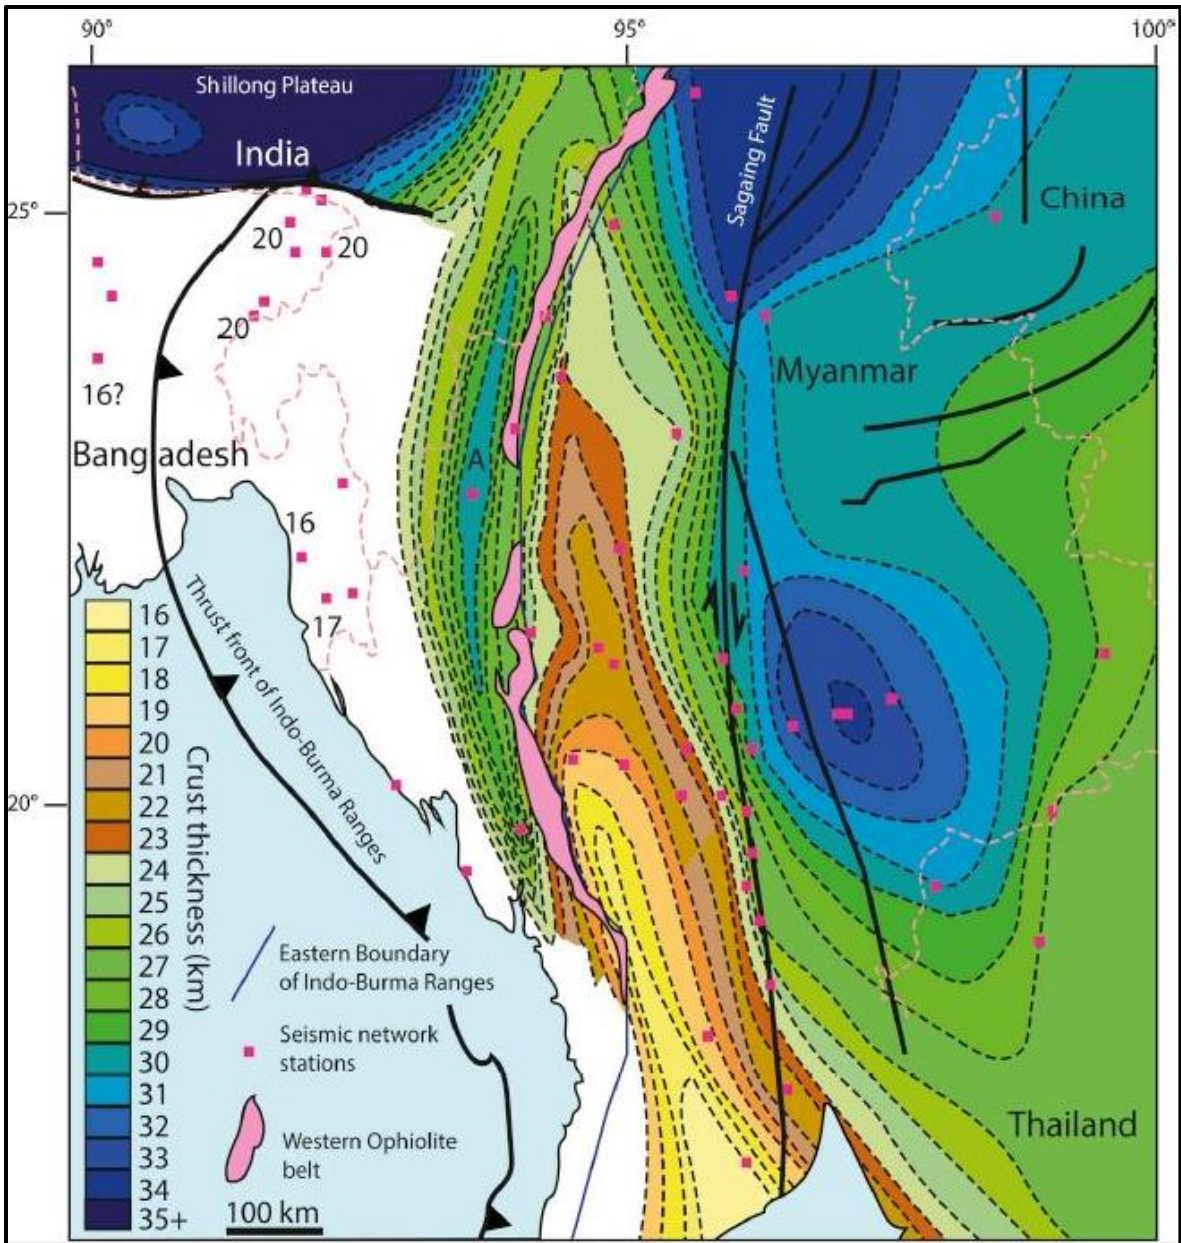 90°
95°
100°
Shillong Plateau
India
Sagaing Fault
25°
China
20
20
20
Myanmar
16?
Bangladesh
A
16
17
Thrust front of Indo-Burma Ranges
20°
16
17
18
19
20
21
22
23
24
25
26
27
28
29
30
31
32
33
34
35+
Crust thickness (km)
Eastern Boundary
of Indo-Burma Ranges
Seismic network
stations
Western Ophiolite
belt
100 km
Thailand